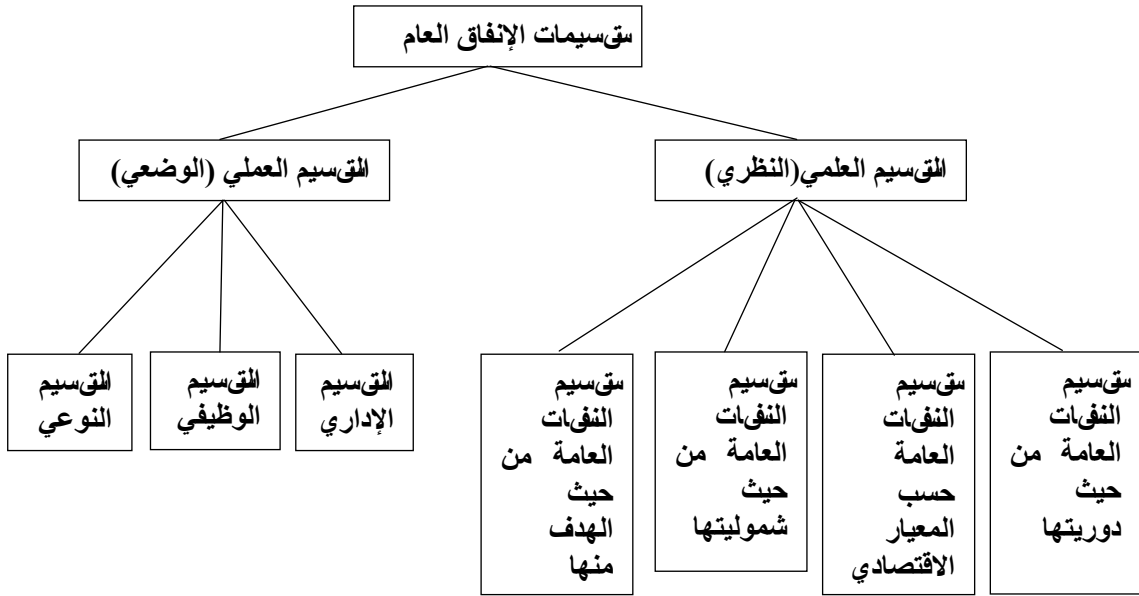 تقسيمات الإنفاق العام
التقسيم العلمي(النظري)
التقسيم العملي (الوضعي)
تقسيم
النفقات
العامة من
حيث
دوريتها
تقسيم
النفقات
العامة
حسب
المعيار
الاقتصادي
تقسيم
النفقات
العامة من
حيث
شموليتها
تقسيم
النفقات
العامة من
حيث
الهدف
منها
التقسيم
الإداري
التقسيم
الوظيفي
التقسيم
النوعي